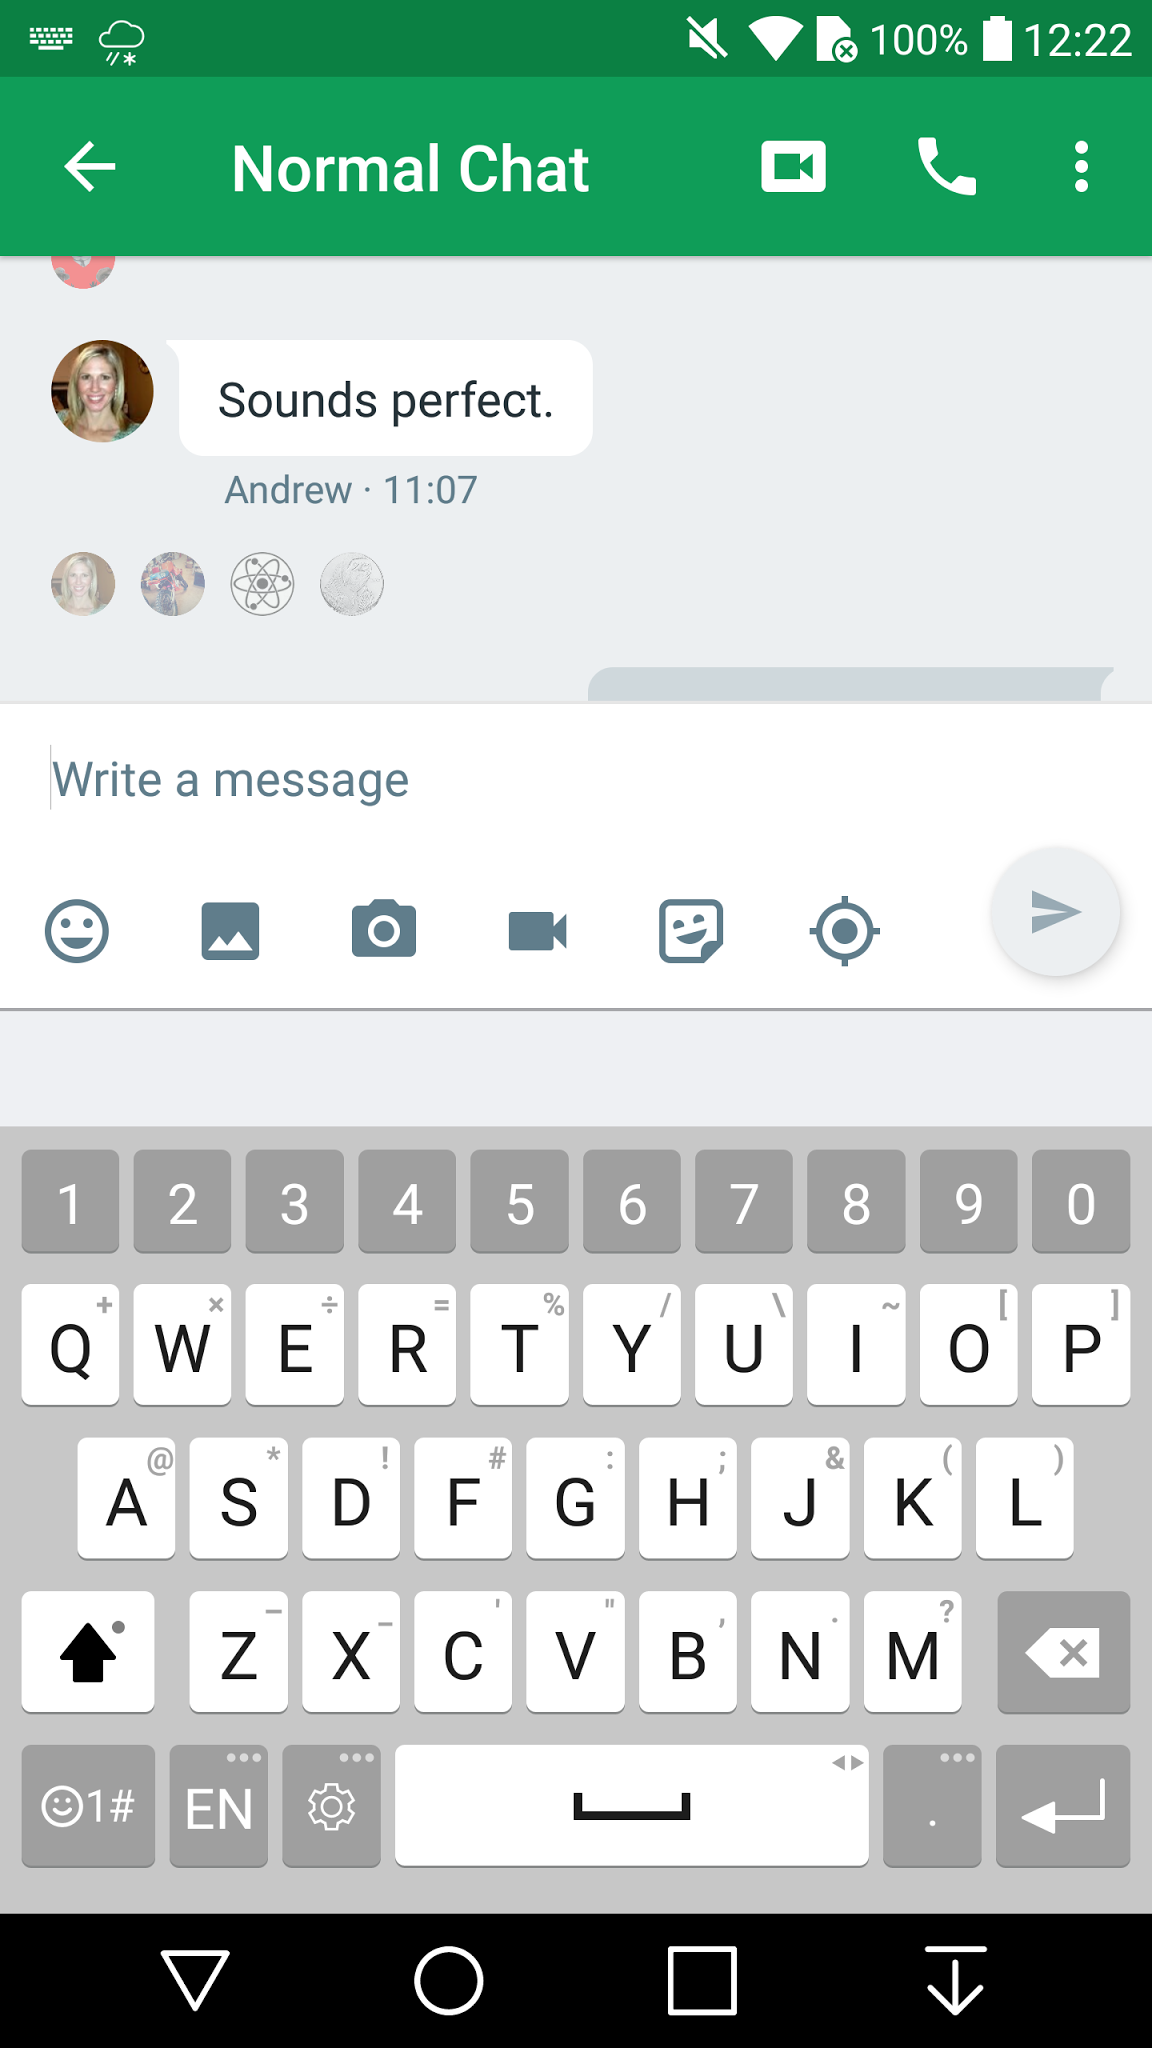 100% 12:22
Normal Chat
Sounds perfect.
Andrew · 11:07
Write a message
1 2 3 4 5 6 7 8 9 0
+ × ÷ = % / \ ~ [ ]
Q W E R T Y U I O P
@ * ! # : ; & ( )
A S D F G H J K L
– _ ' " , . ?
Z X C V B N M
1# EN .